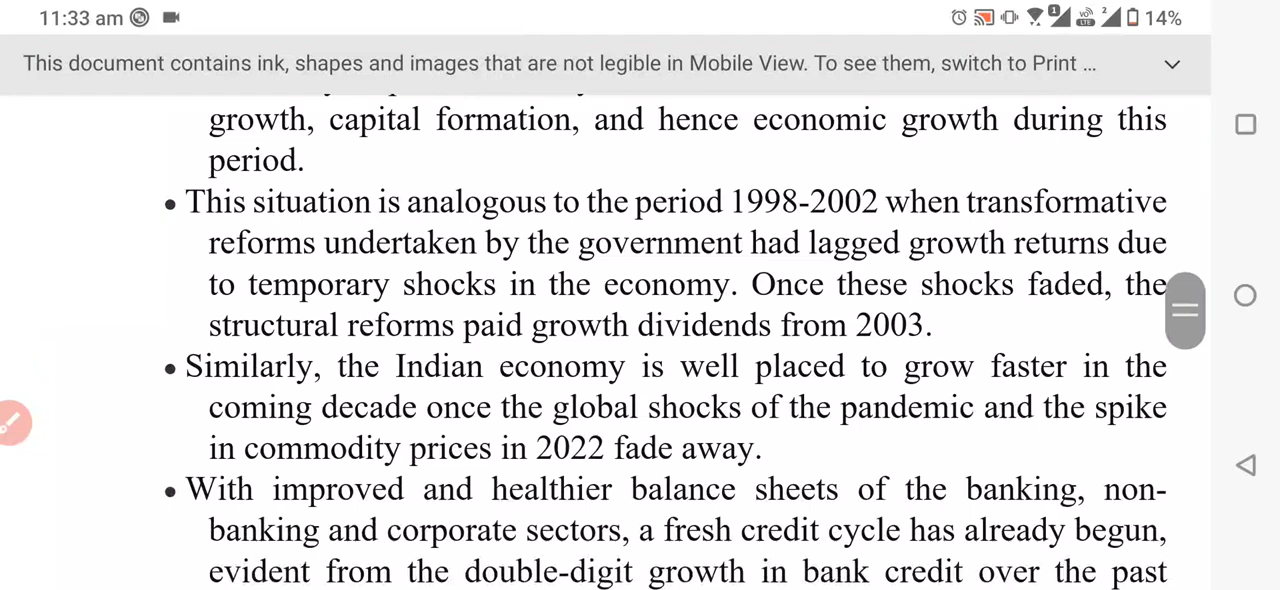 11:33 am 14%
This document contains ink, shapes and images that are not legible in Mobile View. To see them, switch to Print ...
growth, capital formation, and hence economic growth during this
period.
• This situation is analogous to the period 1998-2002 when transformative
reforms undertaken by the government had lagged growth returns due
to temporary shocks in the economy. Once these shocks faded, the
structural reforms paid growth dividends from 2003.
• Similarly, the Indian economy is well placed to grow faster in the
coming decade once the global shocks of the pandemic and the spike
in commodity prices in 2022 fade away.
• With improved and healthier balance sheets of the banking, non-
banking and corporate sectors, a fresh credit cycle has already begun,
evident from the double-digit growth in bank credit over the past